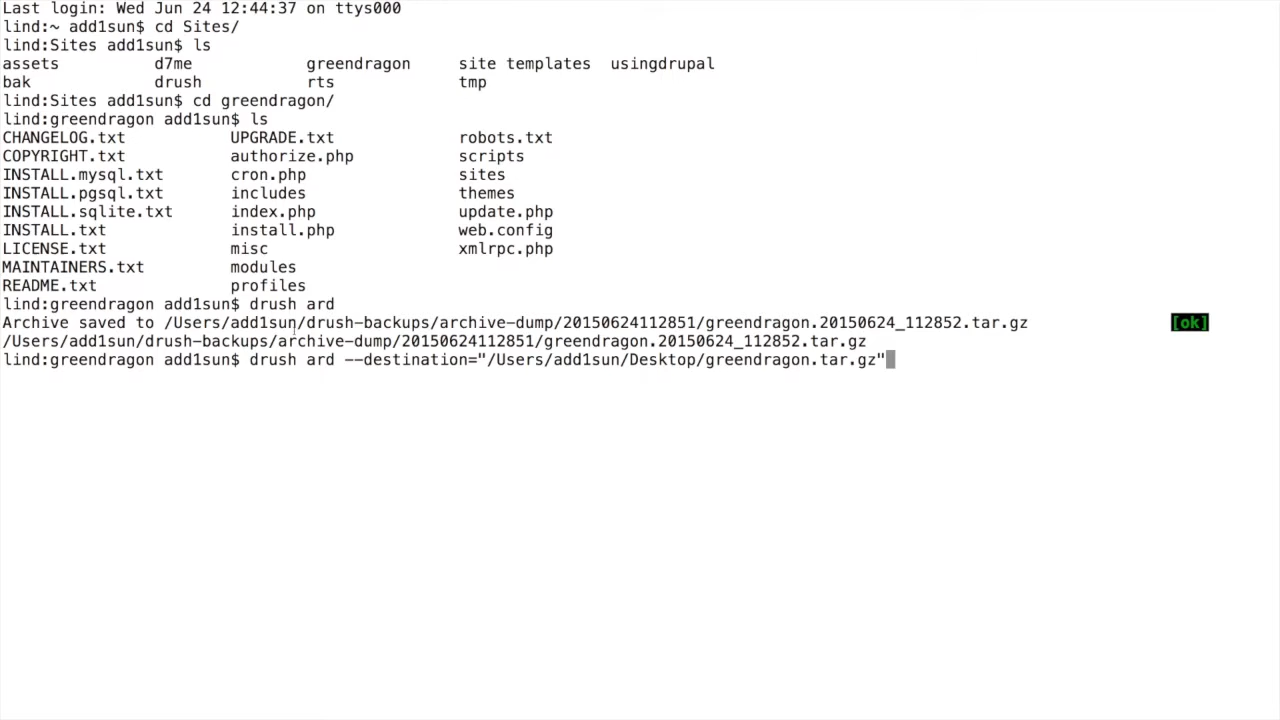 Last login: Wed Jun 24 12:44:37 on ttys000
lind:~ add1sun$ cd Sites/
lind:Sites add1sun$ ls
assets d7me greendragon site templates usingdrupal
bak drush rts tmp
lind:Sites add1sun$ cd greendragon/
lind:greendragon add1sun$ ls
CHANGELOG.txt UPGRADE.txt robots.txt
COPYRIGHT.txt authorize.php scripts
INSTALL.mysql.txt cron.php sites
INSTALL.pgsql.txt includes themes
INSTALL.sqlite.txt index.php update.php
INSTALL.txt install.php web.config
LICENSE.txt misc xmlrpc.php
MAINTAINERS.txt modules
README.txt profiles
lind:greendragon add1sun$ drush ard
Archive saved to /Users/add1sun/drush-backups/archive-dump/20150624112851/greendragon.20150624_112852.tar.gz [ok]
/Users/add1sun/drush-backups/archive-dump/20150624112851/greendragon.20150624_112852.tar.gz
lind:greendragon add1sun$ drush ard --destination="/Users/add1sun/Desktop/greendragon.tar.gz"